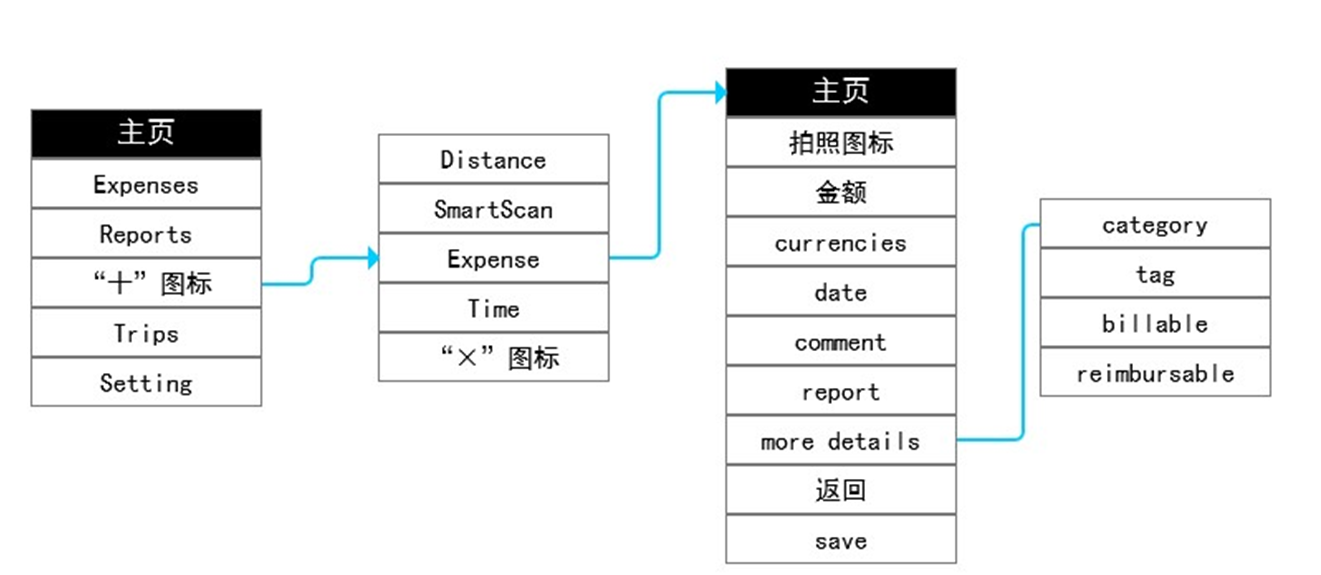 主页
Expenses
Reports
“十”图标
Trips
Setting
Distance
SmartScan
Expense
Time
“×”图标
主页
拍照图标
金额
currencies
date
comment
report
more details
返回
save
category
tag
billable
reimbursable